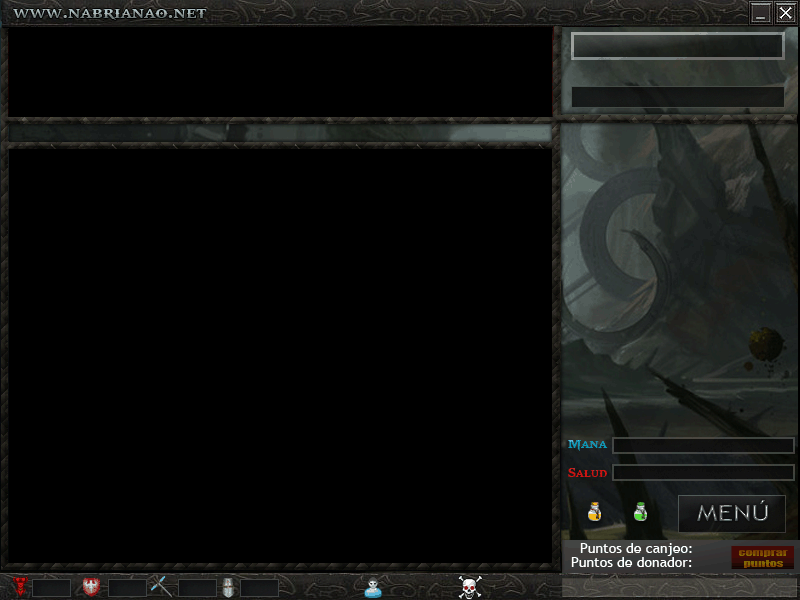 WWW.NABRIANAO.NET
MANA
SALUD
MENÚ
Puntos de canjeo:
Puntos de donador:
comprar
puntos